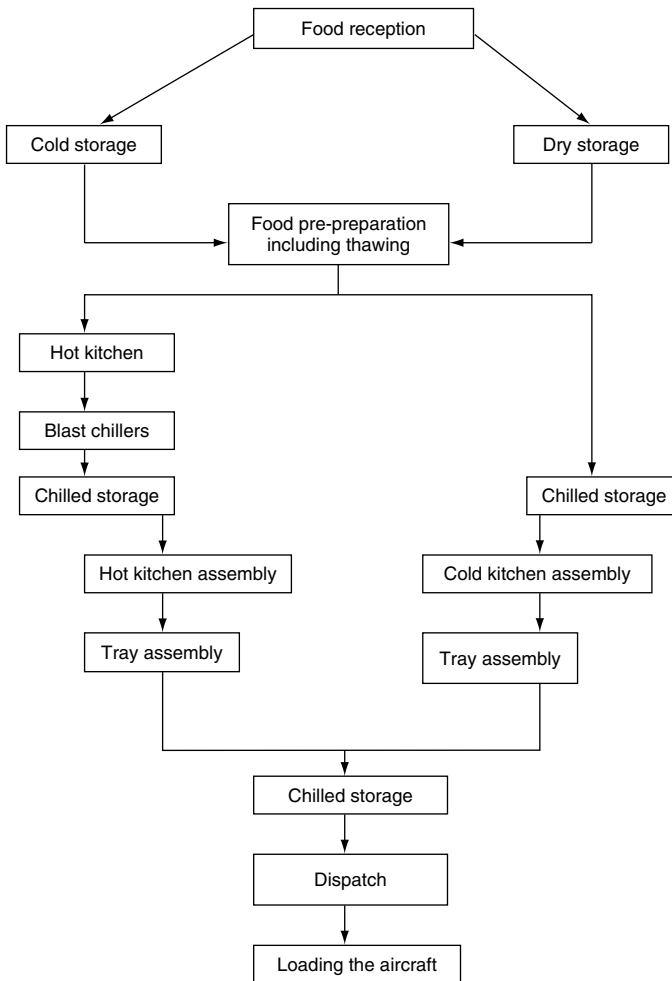 Food reception
Cold storage
Dry storage
Food pre-preparation
including thawing
Hot kitchen
Blast chillers
Chilled storage
Chilled storage
Hot kitchen assembly
Cold kitchen assembly
Tray assembly
Tray assembly
Chilled storage
Dispatch
Loading the aircraft